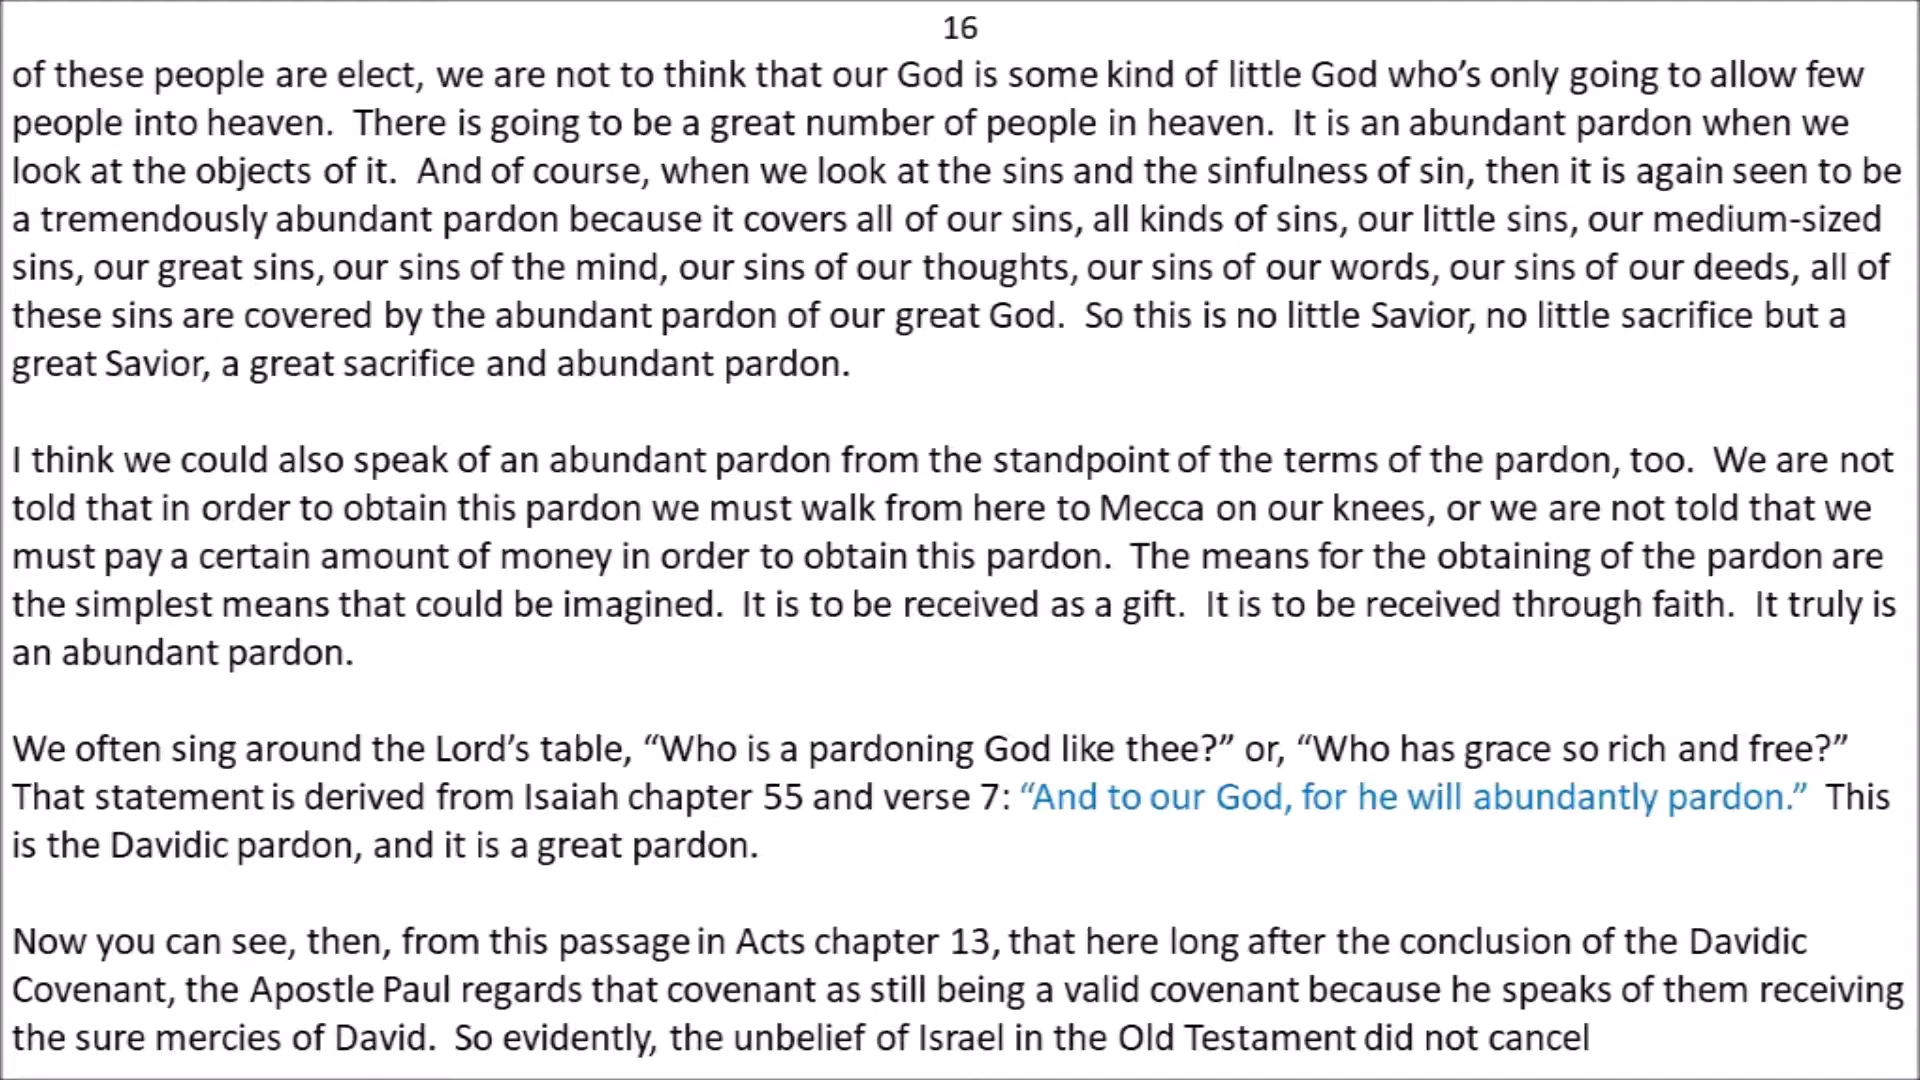 16
of these people are elect, we are not to think that our God is some kind of little God who’s only going to allow few
people into heaven.  There is going to be a great number of people in heaven.  It is an abundant pardon when we
look at the objects of it.  And of course, when we look at the sins and the sinfulness of sin, then it is again seen to be
a tremendously abundant pardon because it covers all of our sins, all kinds of sins, our little sins, our medium-sized
sins, our great sins, our sins of the mind, our sins of our thoughts, our sins of our words, our sins of our deeds, all of
these sins are covered by the abundant pardon of our great God.  So this is no little Savior, no little sacrifice but a
great Savior, a great sacrifice and abundant pardon.
I think we could also speak of an abundant pardon from the standpoint of the terms of the pardon, too.  We are not
told that in order to obtain this pardon we must walk from here to Mecca on our knees, or we are not told that we
must pay a certain amount of money in order to obtain this pardon.  The means for the obtaining of the pardon are
the simplest means that could be imagined.  It is to be received as a gift.  It is to be received through faith.  It truly is
an abundant pardon.
We often sing around the Lord’s table, “Who is a pardoning God like thee?” or, “Who has grace so rich and free?”
That statement is derived from Isaiah chapter 55 and verse 7: “And to our God, for he will abundantly pardon.”  This
is the Davidic pardon, and it is a great pardon.
Now you can see, then, from this passage in Acts chapter 13, that here long after the conclusion of the Davidic
Covenant, the Apostle Paul regards that covenant as still being a valid covenant because he speaks of them receiving
the sure mercies of David.  So evidently, the unbelief of Israel in the Old Testament did not cancel